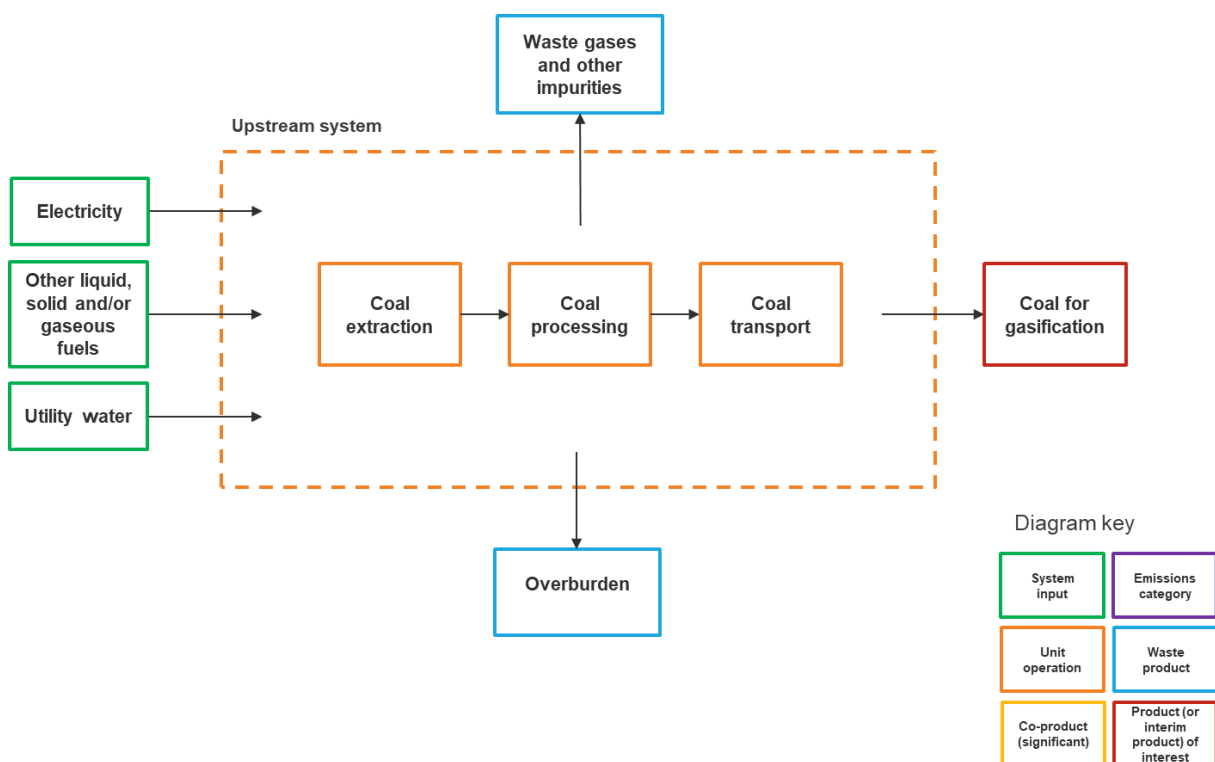 Waste gases
and other
impurities
Upstream system
Electricity
Other liquid,
solid and/or
gaseous
fuels
Utility water
Coal
extraction
Coal
processing
Coal
transport
Coal for
gasification
Overburden
Diagram key
System
input
Emissions
category
Unit
operation
Waste
product
Co-product
(significant)
Product (or
interim
product) of
interest